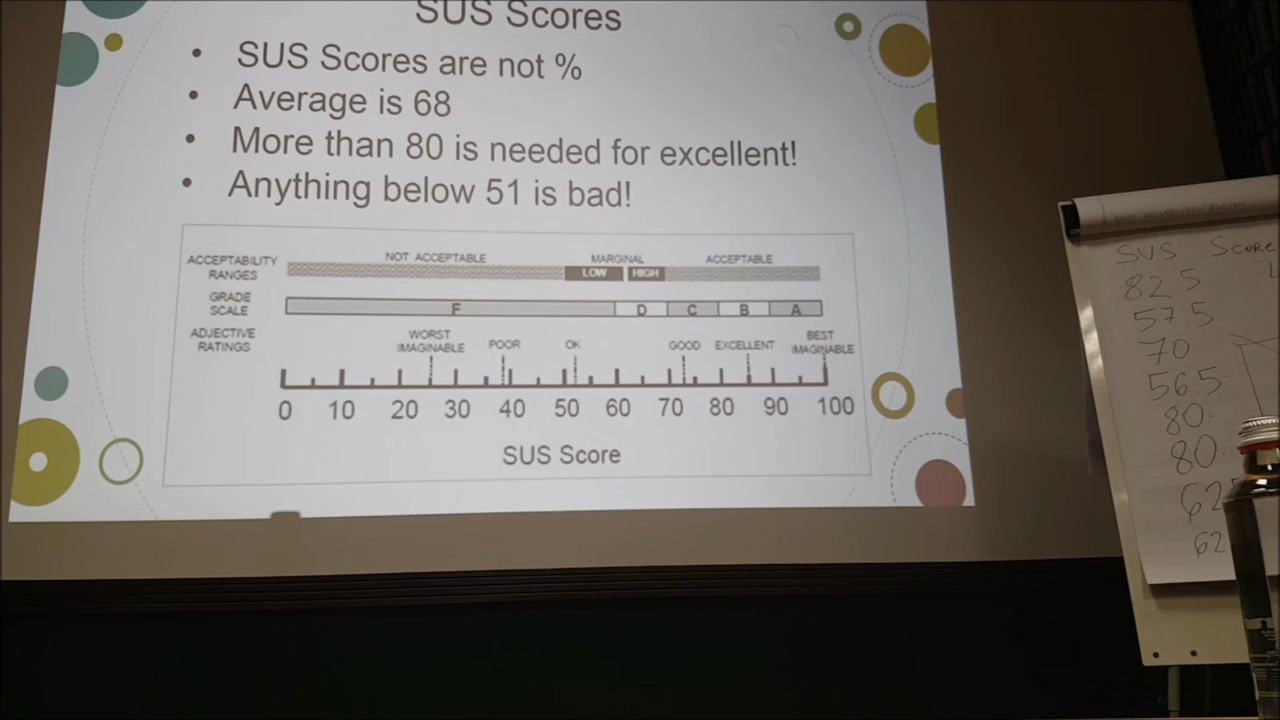 SUS Scores
• SUS Scores are not %
• Average is 68
• More than 80 is needed for excellent!
• Anything below 51 is bad!
ACCEPTABILITY RANGES
NOT ACCEPTABLE
MARGINAL
ACCEPTABLE
LOW
HIGH
GRADE SCALE
F
D
C
B
A
ADJECTIVE RATINGS
WORST IMAGINABLE
POOR
OK
GOOD
EXCELLENT
BEST IMAGINABLE
0 10 20 30 40 50 60 70 80 90 100
SUS Score
SUS Score
82.5
57.5
70
56.5
80
80
62
62